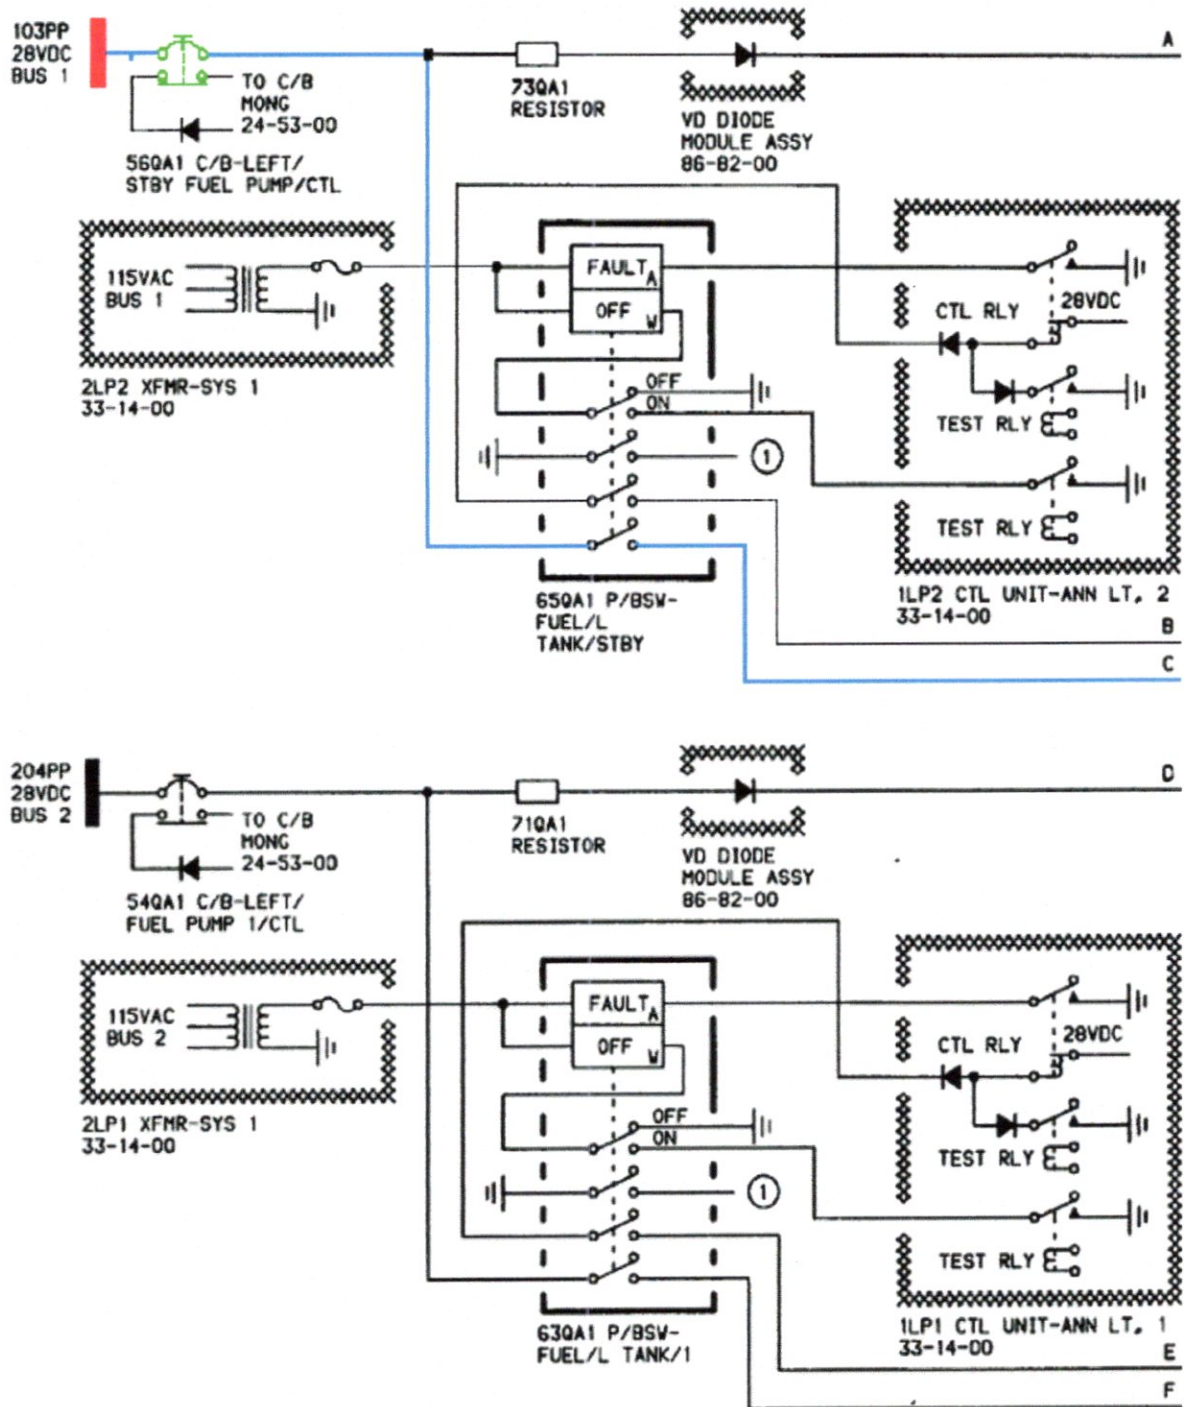 103PP
28VDC
BUS 1
TO C/B
MONG
24-53-00
56QA1 C/B-LEFT/
STBY FUEL PUMP/CTL
73QA1
RESISTOR
VD DIODE
MODULE ASSY
86-82-00
A
115VAC
BUS 1
2LP2 XFMR-SYS 1
33-14-00
FAULT A
OFF W
OFF
ON
1
65QA1 P/BSW-
FUEL/L
TANK/STBY
CTL RLY
28VDC
TEST RLY
TEST RLY
1LP2 CTL UNIT-ANN LT, 2
33-14-00
B
C
204PP
28VDC
BUS 2
TO C/B
MONG
24-53-00
54QA1 C/B-LEFT/
FUEL PUMP 1/CTL
71QA1
RESISTOR
VD DIODE
MODULE ASSY
86-82-00
D
115VAC
BUS 2
2LP1 XFMR-SYS 1
33-14-00
FAULT A
OFF W
OFF
ON
1
63QA1 P/BSW-
FUEL/L TANK/1
CTL RLY
28VDC
TEST RLY
TEST RLY
1LP1 CTL UNIT-ANN LT, 1
33-14-00
E
F